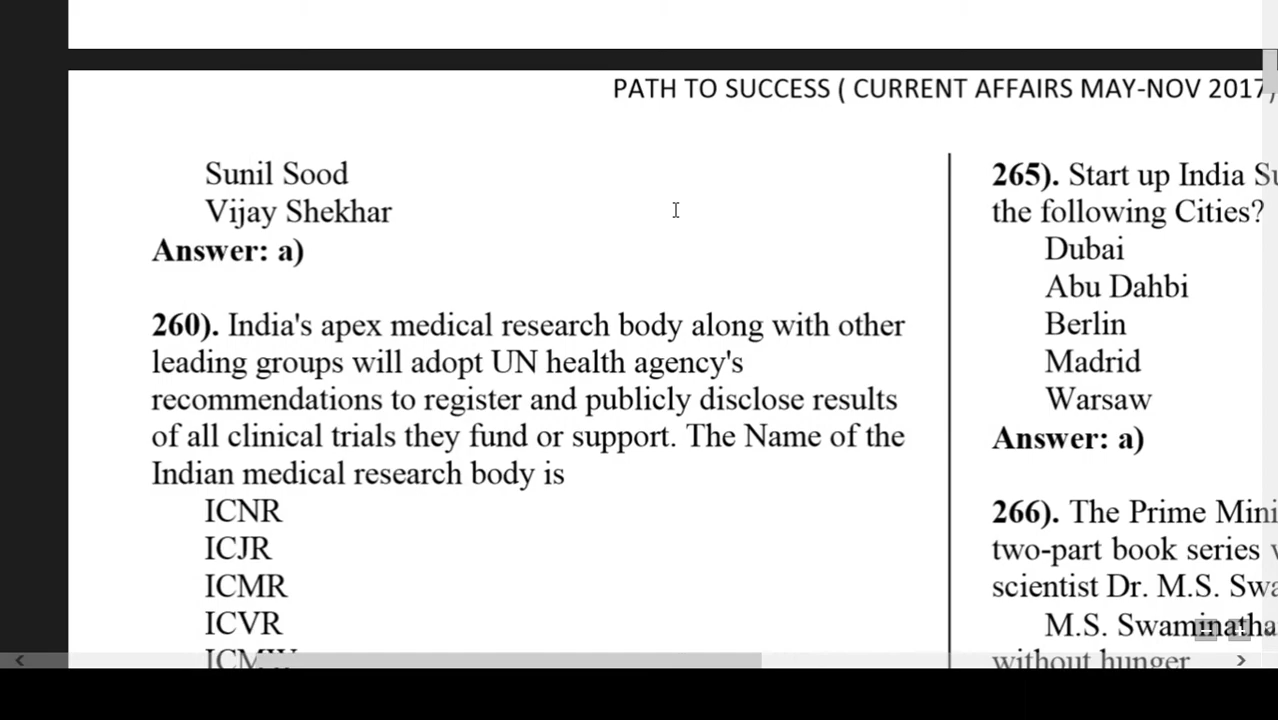 PATH TO SUCCESS ( CURRENT AFFAIRS MAY-NOV 2017)
Sunil Sood
Vijay Shekhar
Answer: a)
260). India's apex medical research body along with other
leading groups will adopt UN health agency's
recommendations to register and publicly disclose results
of all clinical trials they fund or support. The Name of the
Indian medical research body is
ICNR
ICJR
ICMR
ICVR
265). Start up India
the following Cities?
Dubai
Abu Dahbi
Berlin
Madrid
Warsaw
Answer: a)
266). The Prime
two-part book series
scientist Dr. M.S.
M.S.
without hunger